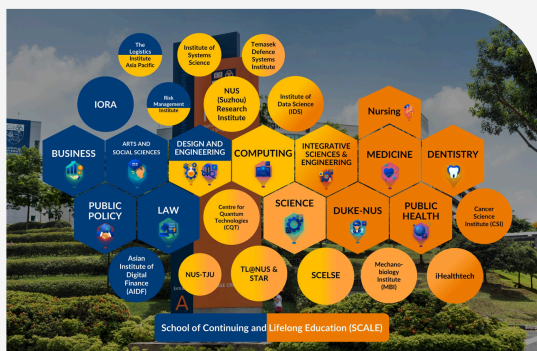 The
Logistics
Institute
Asia Pacific
Institute of
Systems
Science
Temasek
Defence
Systems
Institute
IORA
Risk
Management
Institute
NUS
(Suzhou)
Research
Institute
Institute of
Data Science
(IDS)
Nursing
BUSINESS
ARTS AND
SOCIAL SCIENCES
DESIGN AND
ENGINEERING
COMPUTING
INTEGRATIVE
SCIENCES &
ENGINEERING
MEDICINE
DENTISTRY
PUBLIC
POLICY
LAW
Centre for
Quantum
Technologies
(CQT)
SCIENCE
DUKE-NUS
PUBLIC
HEALTH
Cancer
Science
Institute (CSI)
Asian
Institute of
Digital
Finance
(AIDF)
NUS-TJU
TL@NUS &
STAR
SCELSE
Mechano-
biology
Institute
(MBI)
iHealthtech
A
School of Continuing and Lifelong Education (SCALE)